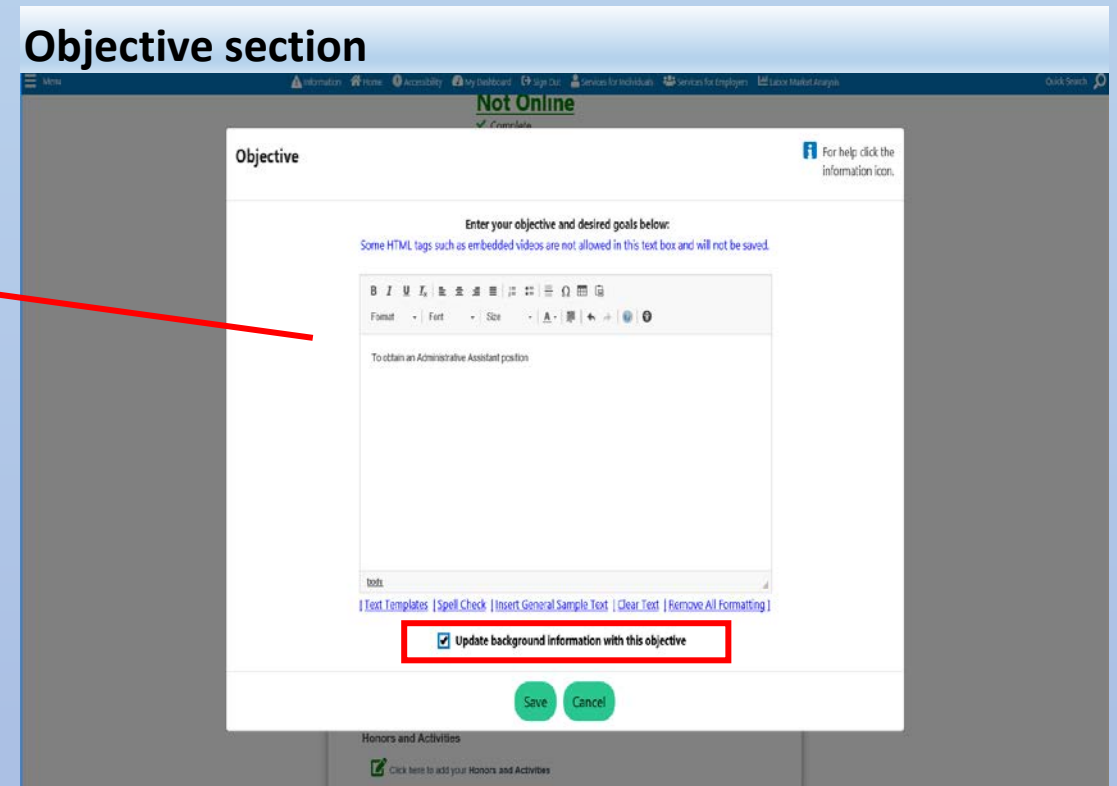 Objective section
Menu
Information Home Accessibility My Dashboard Sign Out Services for Individuals Services for Employers Labor Market Analysis Quick Search
Not Online
Complete
Objective
For help click the
information icon.
Enter your objective and desired goals below:
Some HTML tags such as embedded videos are not allowed in this text box and will not be saved.
B I U Ix Ω
Format Font Size A
To obtain an Administrative Assistant position
body
[ Text Templates | Spell Check | Insert General Sample Text | Clear Text | Remove All Formatting ]
Update background information with this objective
Save Cancel
Honors and Activities
Click here to add your Honors and Activities